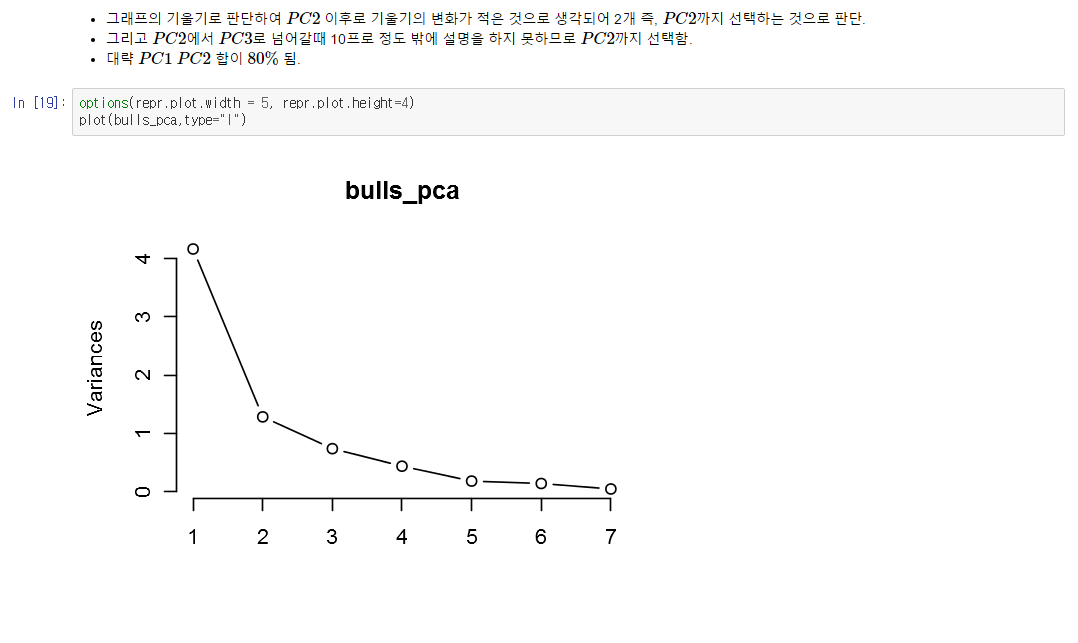 • 그래프의 기울기로 판단하여 PC2 이후로 기울기의 변화가 적은 것으로 생각되어 2개 즉, PC2까지 선택하는 것으로 판단.
• 그리고 PC2에서 PC3로 넘어갈때 10프로 정도 밖에 설명을 하지 못하므로 PC2까지 선택함.
• 대략 PC1 PC2 합이 80% 됨.
In [19]: options(repr.plot.width = 5, repr.plot.height=4)
plot(bulls_pca,type="l")
bulls_pca
Variances
4
3
2
1
0
1 2 3 4 5 6 7